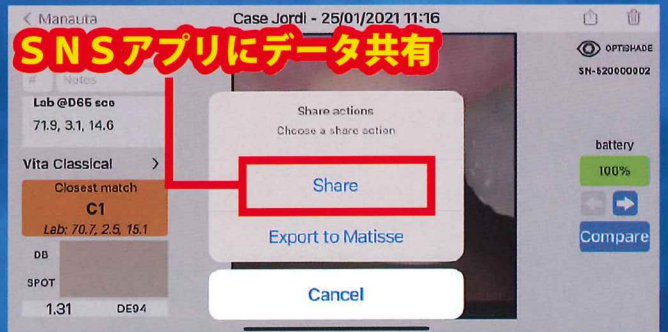 < Manauta
Case Jordi - 25/01/2021 11:16
SNSアプリにデータ共有
OPTISHADE
SN-620000002
# Notes
Lab @D65 sce
71.9, 3.1, 14.6
Vita Classical >
Closest match
C1
Lab: 70.7, 2.5, 15.1
DB
SPOT
1.31 DE94
Share actions
Choose a share action
Share
Export to Matisse
Cancel
battery
100%
Compare